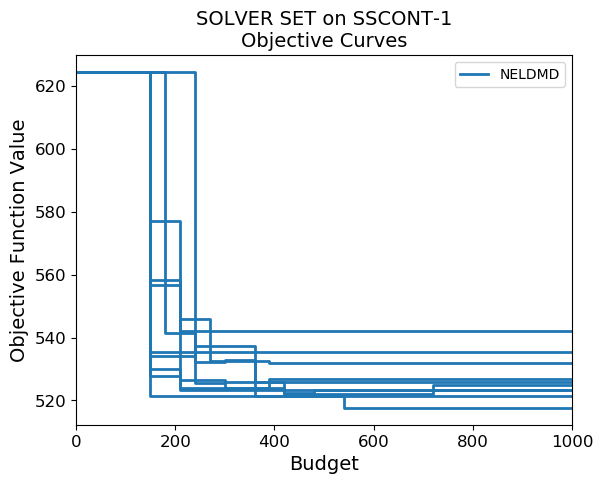 SOLVER SET on SSCONT-1
Objective Curves
NELDMD
Objective Function Value
620
600
580
560
540
520
0 200 400 600 800 1000
Budget